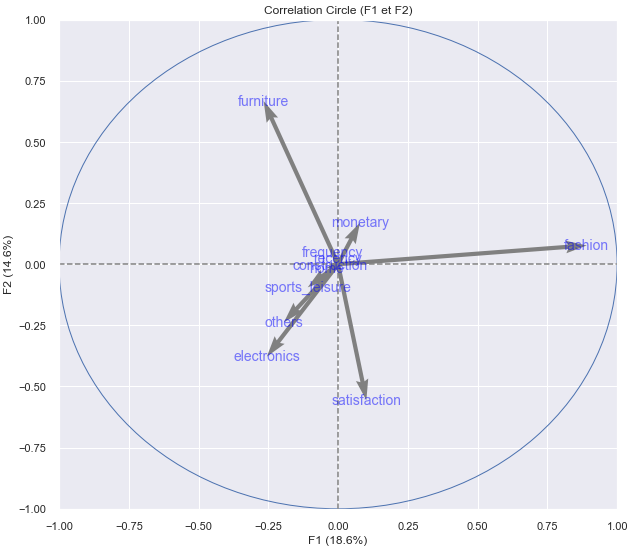 Correlation Circle (F1 et F2)
1.00
0.75
0.50
0.25
0.00
−0.25
−0.50
−0.75
−1.00
F2 (14.6%)
furniture
monetary
fashion
frequency
recency
sports_leisure
others
electronics
satisfaction
−1.00 −0.75 −0.50 −0.25 0.00 0.25 0.50 0.75 1.00
F1 (18.6%)